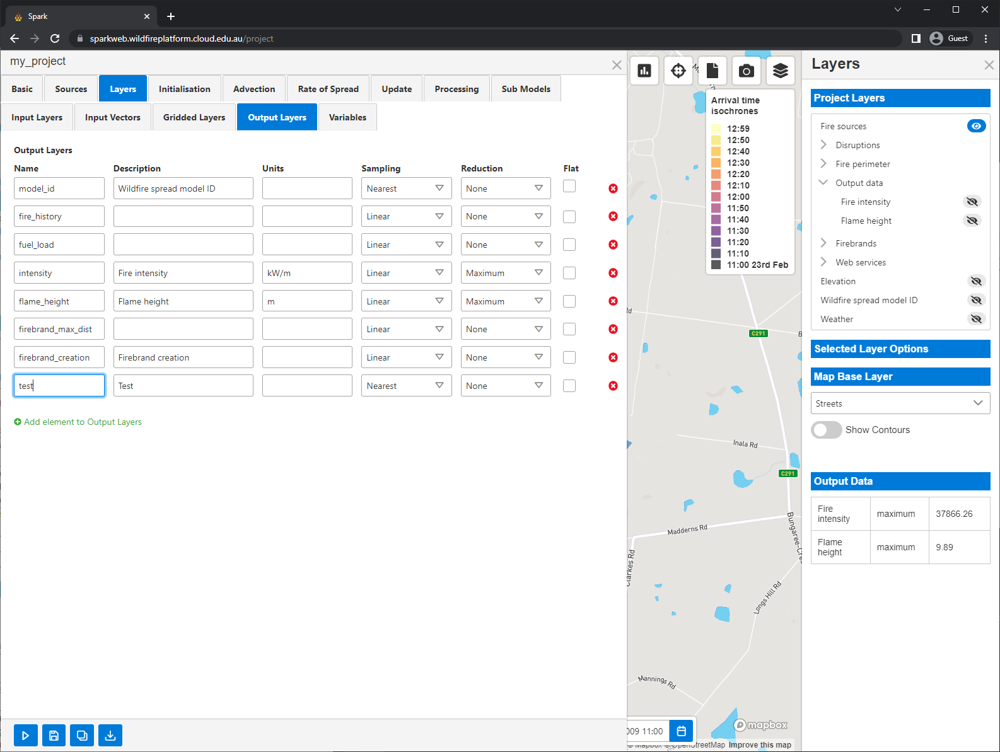 Spark
sparkweb.wildfireplatform.cloud.edu.au/project
Guest
my_project
Basic
Sources
Layers
Initialisation
Advection
Rate of Spread
Update
Processing
Sub Models
Input Layers
Input Vectors
Gridded Layers
Output Layers
Variables
Output Layers
Name Description Units Sampling Reduction Flat
model_id Wildfire spread model ID Nearest None
fire_history Linear None
fuel_load Linear None
intensity Fire intensity kW/m Linear Maximum
flame_height Flame height m Linear Maximum
firebrand_max_dist Linear None
firebrand_creation Firebrand creation Linear None
test Test Nearest None
Add element to Output Layers
Arrival time
isochrones
12:59
12:50
12:40
12:30
12:20
12:10
12:00
11:50
11:40
11:30
11:20
11:10
11:00 23rd Feb
Rd
C291
B
Inala Rd
C291
Madderns Rd
Bungaree-Cres
Clarkes Rd
Longs Hill Rd
Mannings Rd
009 11:00
mapbox
© Mapbox © OpenStreetMap Improve this map
Layers
Project Layers
Fire sources
Disruptions
Fire perimeter
Output data
Fire intensity
Flame height
Firebrands
Web services
Elevation
Wildfire spread model ID
Weather
Selected Layer Options
Map Base Layer
Streets
Show Contours
Output Data
Fire intensity maximum 37866.26
Flame height maximum 9.89